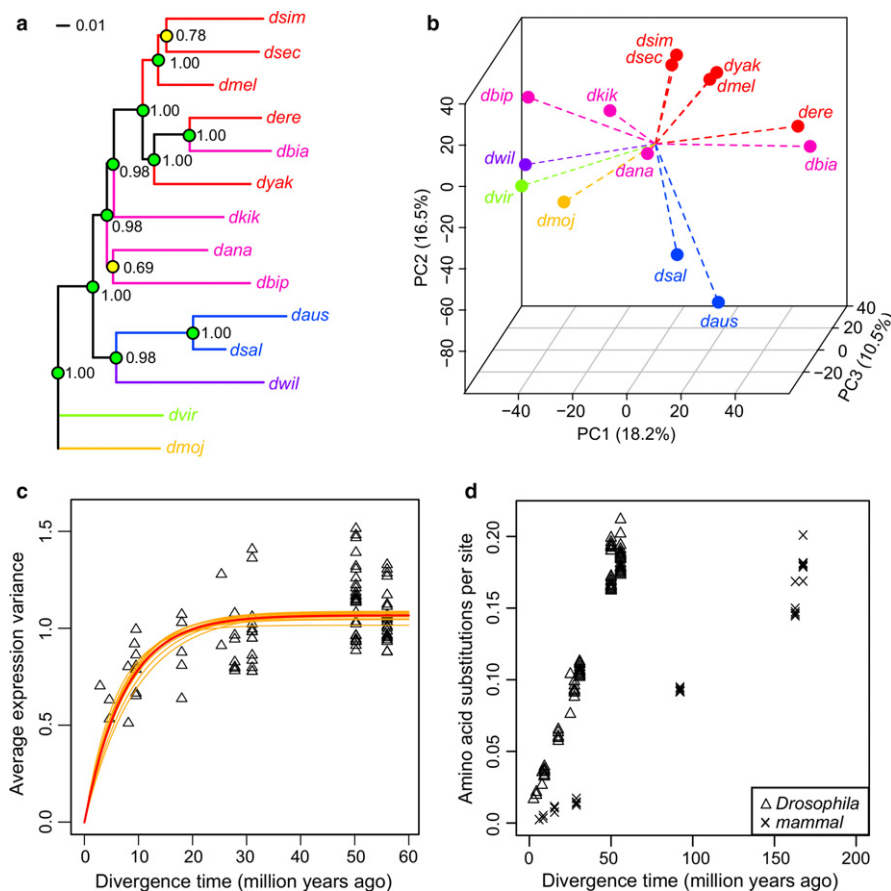 a
0.01
dsim
0.78
dsec
1.00
dmel
1.00
dere
1.00
dbia
1.00
dyak
0.98
dkik
0.98
dana
0.69
dbip
1.00
daus
1.00
dsal
0.98
dwil
1.00
dvir
dmoj
b
dsim
dsec
dyak
dmel
dbip
dkik
dere
dwil
dana
dbia
dvir
dmoj
dsal
daus
PC2 (16.5%)
40
20
0
−20
−40
−60
−80
−40 −20 0 20 40
PC1 (18.2%)
40
20
0
−20
PC3 (10.5%)
c
Average expression variance
1.5
1.0
0.5
0.0
0 10 20 30 40 50 60
Divergence time (million years ago)
d
Amino acid substitutions per site
0.20
0.15
0.10
0.05
0.00
0 50 100 150 200
Divergence time (million years ago)
Drosophila
mammal